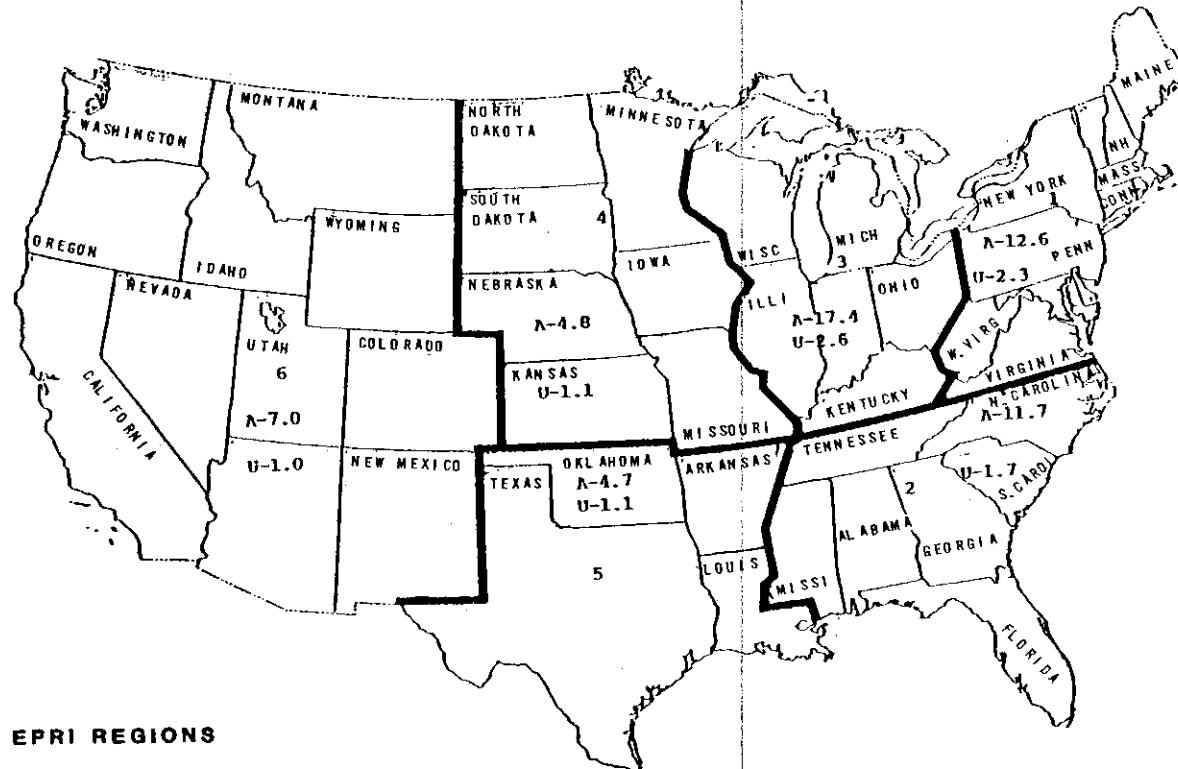 MAINE
MONTANA
NORTH
DAKOTA
MINNESOTA
WASHINGTON
NH
MASS
CONN
NEW YORK
1
SOUTH
DAKOTA
4
WYOMING
OREGON
IDAHO
WISC
MICH
3
A-12.6
U-2.3
PENN
IOWA
NEVADA
NEBRASKA
A-4.8
ILLI
OHIO
A-17.4
U-2.6
W. VIRG
UTAH
6
A-7.0
COLORADO
KANSAS
U-1.1
CALIFORNIA
VIRGINIA
KENTUCKY
N. CAROLINA
A-11.7
MISSOURI
TENNESSEE
U-1.0
NEW MEXICO
OKLAHOMA
A-4.7
U-1.1
TEXAS
ARKANSAS
U-1.7
S. CARO
2
ALABAMA
GEORGIA
LOUIS
MISSI
5
FLORIDA
EPRI REGIONS